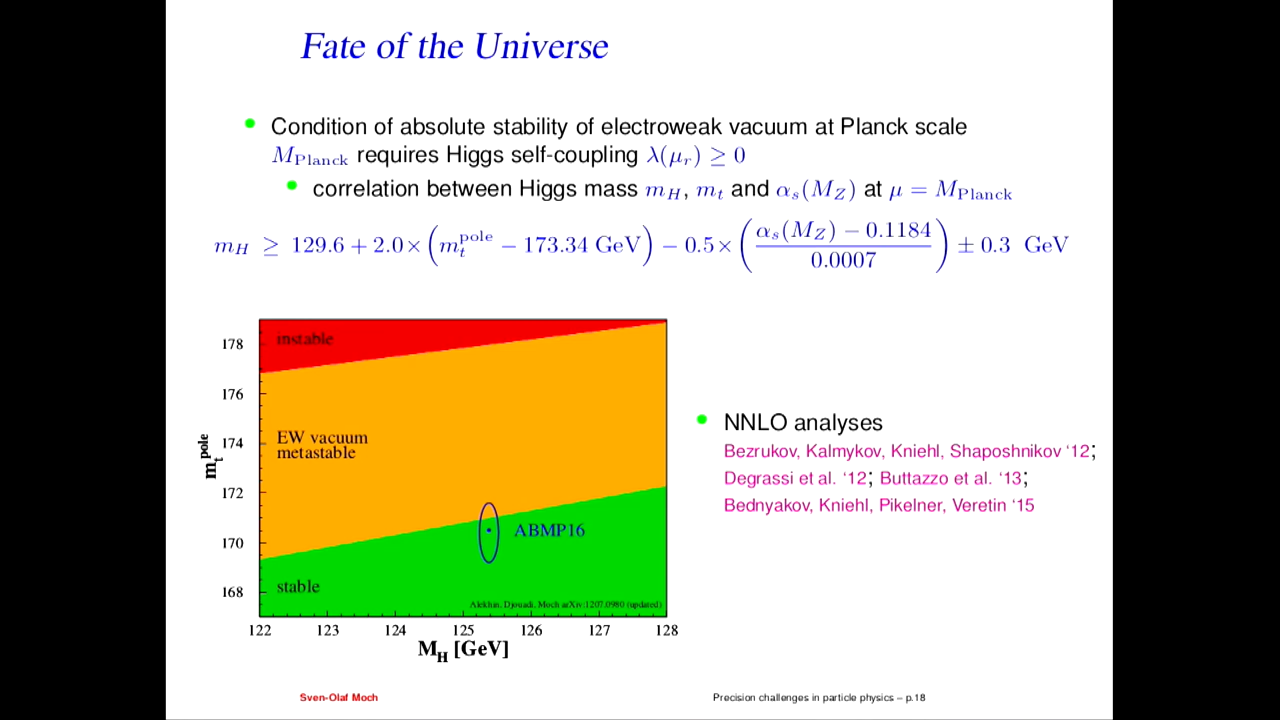 Fate of the Universe
● Condition of absolute stability of electroweak vacuum at Planck scale
M_Planck requires Higgs self-coupling λ(μ_r) ≥ 0
● correlation between Higgs mass m_H, m_t and α_s(M_Z) at μ = M_Planck
m_H ≥ 129.6 + 2.0 × (m_t^pole − 173.34 GeV) − 0.5 × ((α_s(M_Z) − 0.1184) / 0.0007) ± 0.3 GeV
instable
178
176
EW vacuum
metastable
174
m_t^pole
172
ABMP16
170
stable
168
Alekhin, Djouadi, Moch arXiv:1207.0980 (updated)
122 123 124 125 126 127 128
M_H [GeV]
● NNLO analyses
Bezrukov, Kalmykov, Kniehl, Shaposhnikov ‘12;
Degrassi et al. ‘12; Buttazzo et al. ‘13;
Bednyakov, Kniehl, Pikelner, Veretin ‘15
Sven-Olaf Moch
Precision challenges in particle physics – p.18